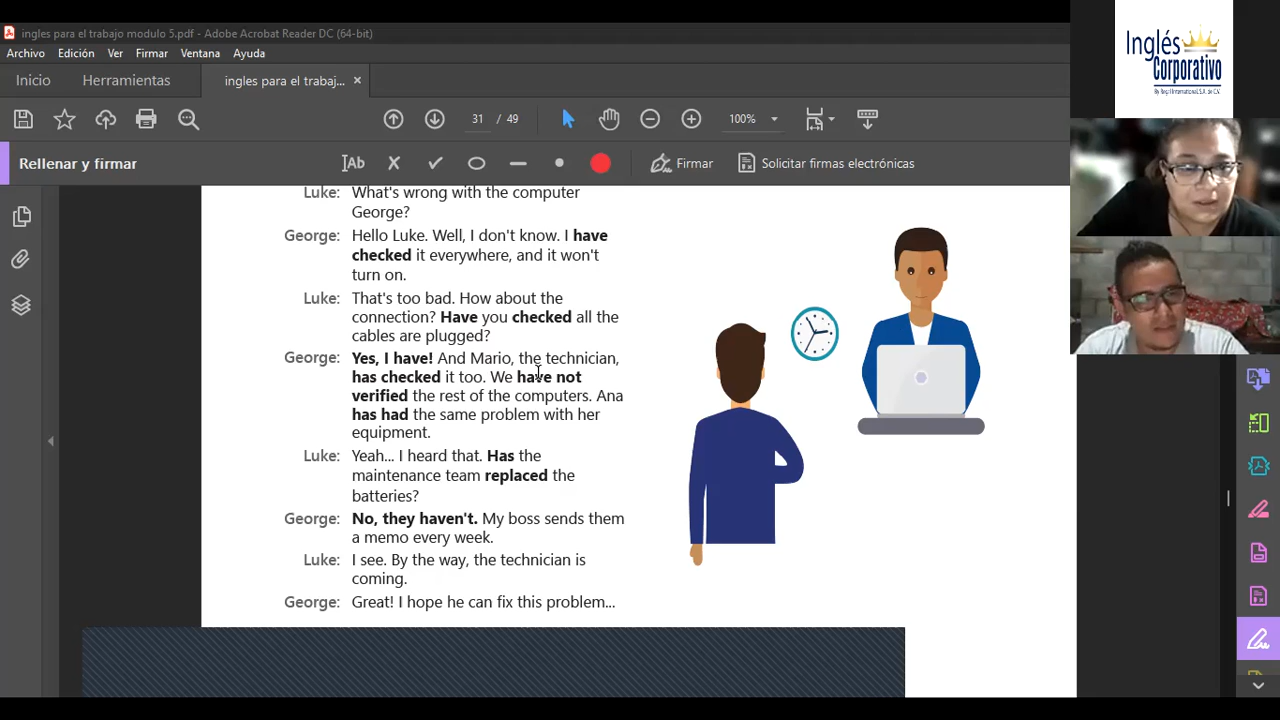 ingles para el trabajo modulo 5.pdf - Adobe Acrobat Reader DC (64-bit)
Archivo Edición Ver Firmar Ventana Ayuda
Inicio Herramientas ingles para el trabaj... ×
31 / 49 100%
Rellenar y firmar Ab Firmar Solicitar firmas electrónicas
Luke: What's wrong with the computer
George?
George: Hello Luke. Well, I don't know. I have
checked it everywhere, and it won't
turn on.
Luke: That's too bad. How about the
connection? Have you checked all the
cables are plugged?
George: Yes, I have! And Mario, the technician,
has checked it too. We have not
verified the rest of the computers. Ana
has had the same problem with her
equipment.
Luke: Yeah... I heard that. Has the
maintenance team replaced the
batteries?
George: No, they haven't. My boss sends them
a memo every week.
Luke: I see. By the way, the technician is
coming.
George: Great! I hope he can fix this problem...
Inglés
Corporativo